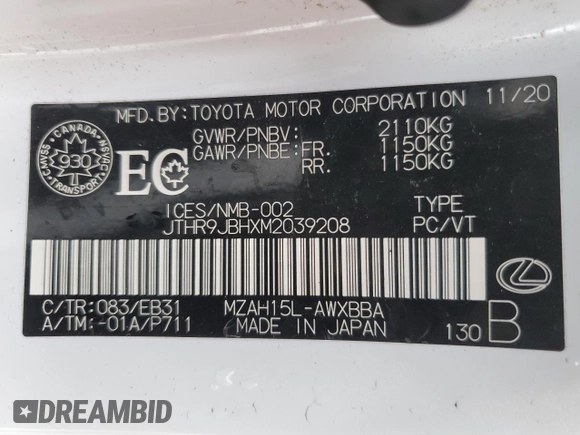 MFD.BY:TOYOTA MOTOR CORPORATION 11/20
GVWR/PNBV: 2110KG
GAWR/PNBE:FR. 1150KG
RR. 1150KG
CANADA
CMVSS 930 NSVAC
TRANSPORT
EC
ICES/NMB-002 TYPE
JTHR9JBHXM2039208 PC/VT
C/TR:083/EB31 MZAH15L-AWXBBA
A/TM:-01A/P711 MADE IN JAPAN 130 B
DREAMBID